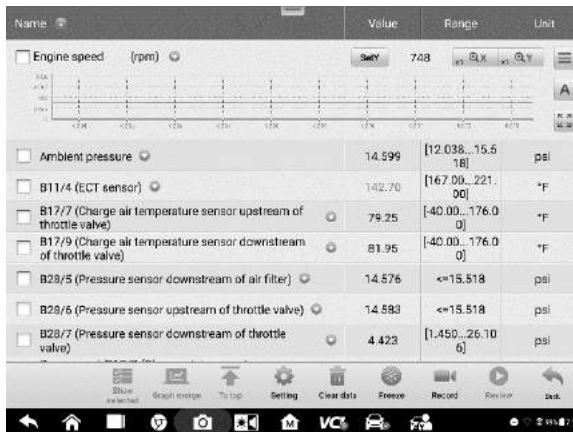 Name Value Range Unit
Engine speed (rpm) SetY 748 x1 X x1 Y
A
Ambient pressure 14.599 [12.038...15.5 psi
18]
B11/4 (ECT sensor) 142.70 [167.00...221. °F
00]
B17/7 (Charge air temperature sensor upstream of 79.25 [-40.00...176.0 °F
throttle valve) 0]
B17/9 (Charge air temperature sensor downstream 81.95 [-40.00...176.0 °F
of throttle valve) 0]
B28/5 (Pressure sensor downstream of air filter) 14.576 <=15.518 psi
B28/6 (Pressure sensor upstream of throttle valve) 14.583 <=15.518 psi
B28/7 (Pressure sensor downstream of throttle 4.423 [1.450...26.10 psi
valve) 6]
Show
selected Graph merge To top Setting Clear data Freeze Record Review Back
VCI